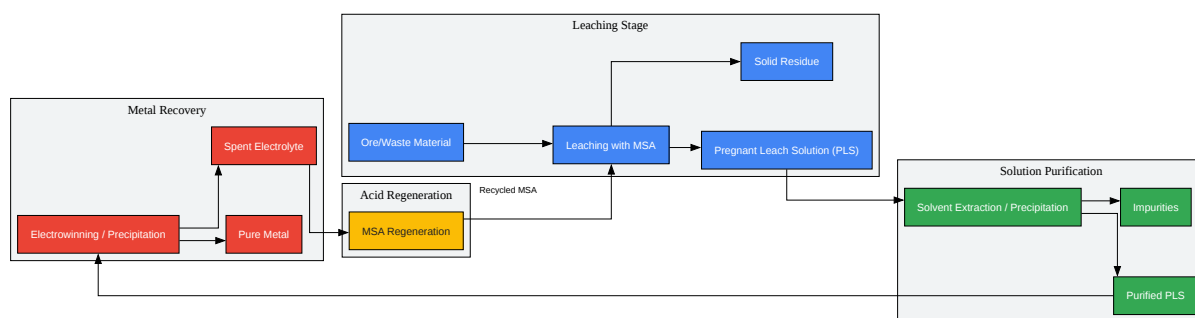 Leaching Stage
Solid Residue
Ore/Waste Material
Leaching with MSA
Pregnant Leach Solution (PLS)
Metal Recovery
Spent Electrolyte
Electrowinning / Precipitation
Pure Metal
Acid Regeneration
MSA Regeneration
Recycled MSA
Solution Purification
Solvent Extraction / Precipitation
Impurities
Purified PLS